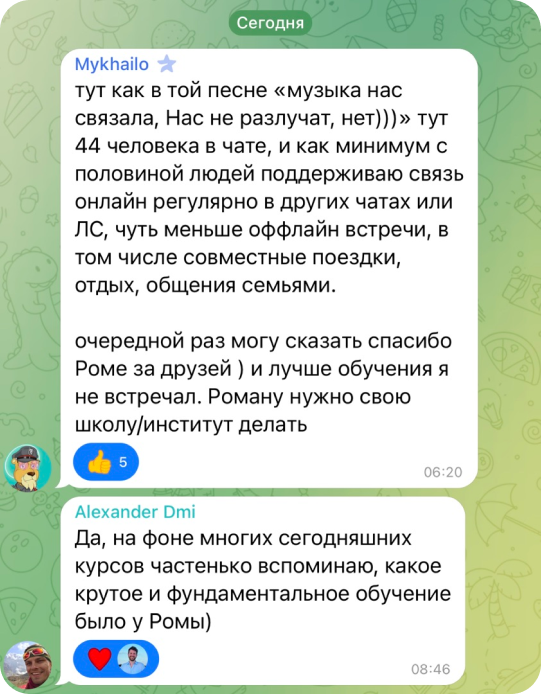 Сегодня
Mykhailo
тут как в той песне «музыка нас
связала, Нас не разлучат, нет)))» тут
44 человека в чате, и как минимум с
половиной людей поддерживаю связь
онлайн регулярно в других чатах или
ЛС, чуть меньше оффлайн встречи, в
том числе совместные поездки,
отдых, общения семьями.
очередной раз могу сказать спасибо
Роме за друзей ) и лучше обучения я
не встречал. Роману нужно свою
школу/институт делать
5
06:20
Alexander Dmi
Да, на фоне многих сегодняшних
курсов частенько вспоминаю, какое
крутое и фундаментальное обучение
было у Ромы)
08:46